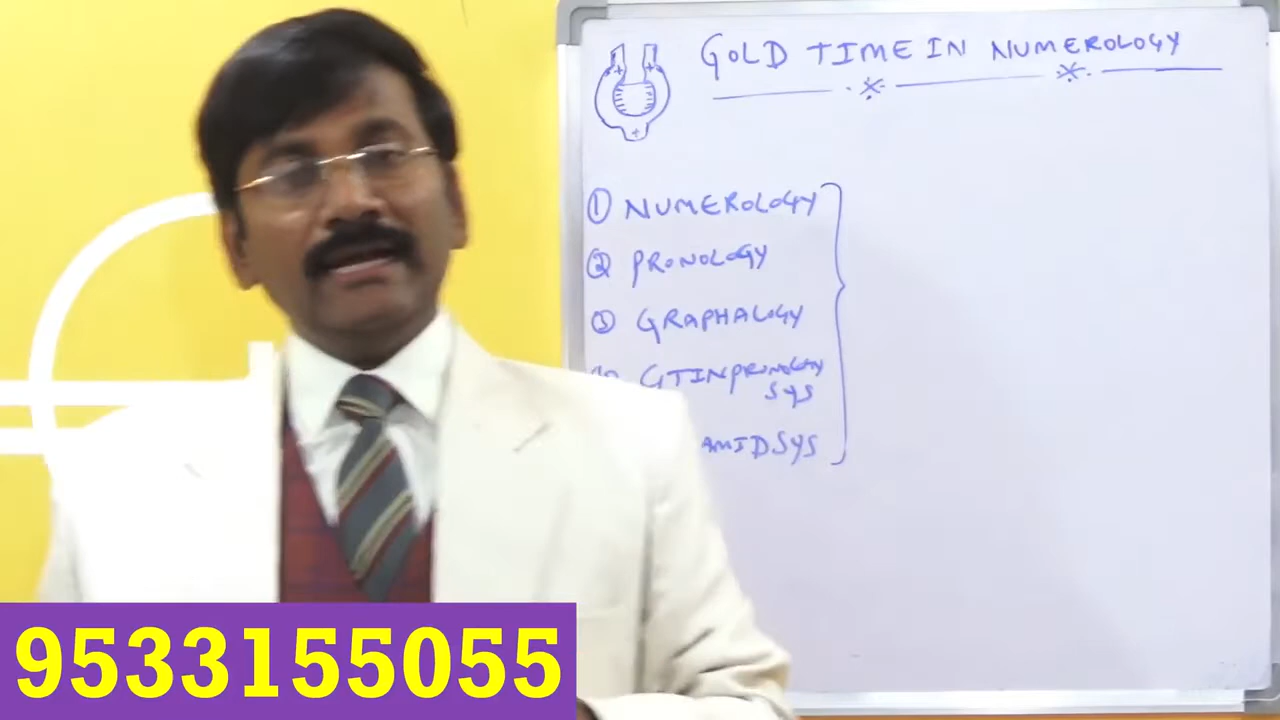 GOLD TIME IN NUMEROLOGY
① NUMEROLOGY
② PRONOLOGY
③ GRAPHALOGY
GTINPRONOLOGY
SYS
AMIDSYS
9533155055